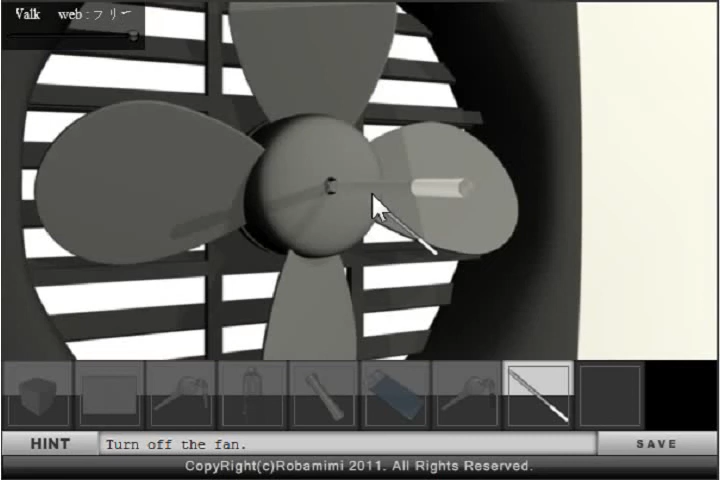 Valk web:フリー
HINT
Turn off the fan.
SAVE
CopyRight(c)Robamimi 2011. All Rights Reserved.